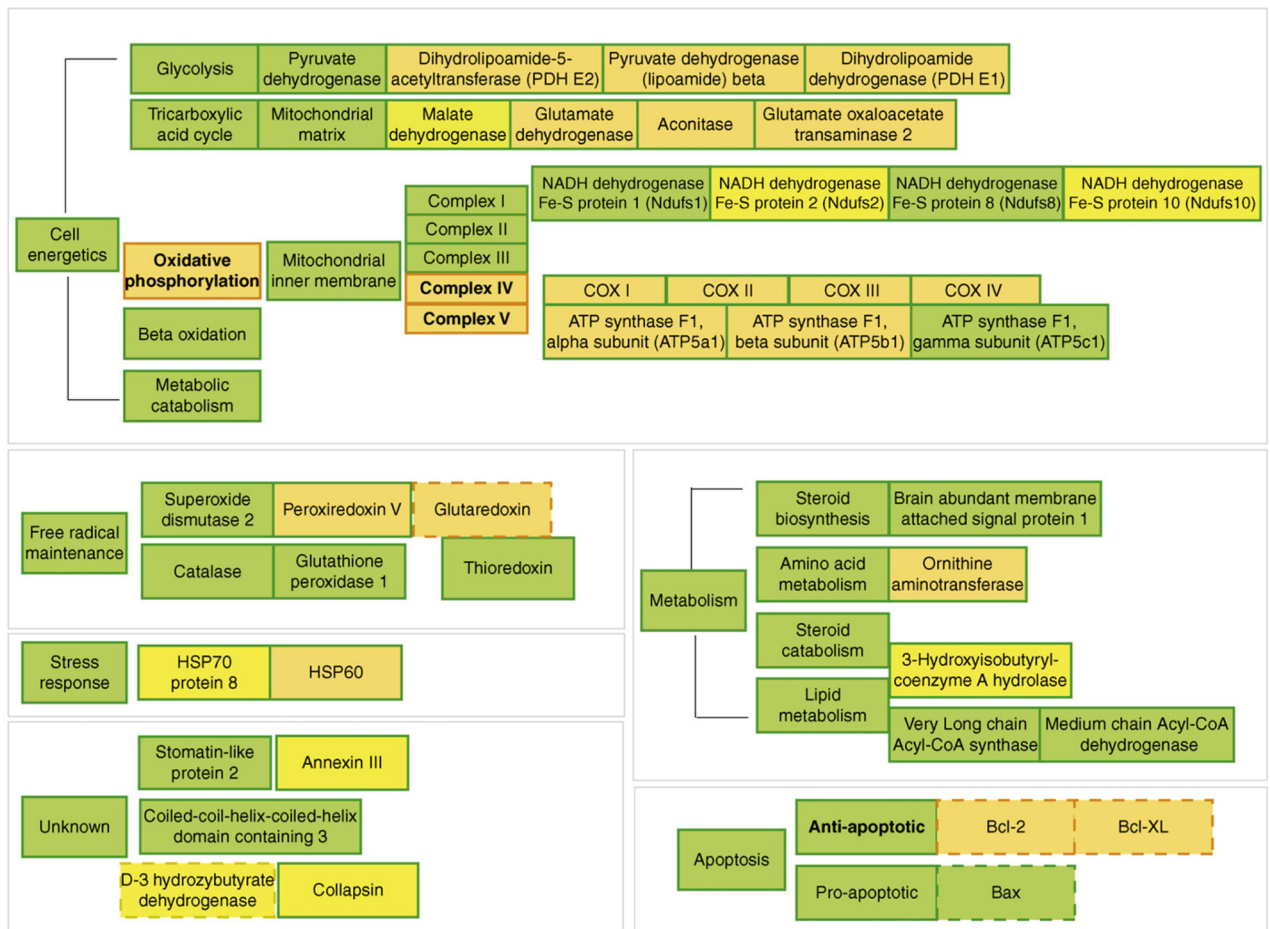 Glycolysis
Pyruvate
dehydrogenase
Dihydrolipoamide-5-
acetyltransferase (PDH E2)
Pyruvate dehydrogenase
(lipoamide) beta
Dihydrolipoamide
dehydrogenase (PDH E1)
Tricarboxylic
acid cycle
Mitochondrial
matrix
Malate
dehydrogenase
Glutamate
dehydrogenase
Aconitase
Glutamate oxaloacetate
transaminase 2
Cell
energetics
Oxidative
phosphorylation
Mitochondrial
inner membrane
Complex I
Complex II
Complex III
Complex IV
Complex V
NADH dehydrogenase
Fe-S protein 1 (Ndufs1)
NADH dehydrogenase
Fe-S protein 2 (Ndufs2)
NADH dehydrogenase
Fe-S protein 8 (Ndufs8)
NADH dehydrogenase
Fe-S protein 10 (Ndufs10)
COX I
COX II
COX III
COX IV
ATP synthase F1,
alpha subunit (ATP5a1)
ATP synthase F1,
beta subunit (ATP5b1)
ATP synthase F1,
gamma subunit (ATP5c1)
Beta oxidation
Metabolic
catabolism
Free radical
maintenance
Superoxide
dismutase 2
Peroxiredoxin V
Glutaredoxin
Catalase
Glutathione
peroxidase 1
Thioredoxin
Stress
response
HSP70
protein 8
HSP60
Unknown
Stomatin-like
protein 2
Annexin III
Coiled-coil-helix-coiled-helix
domain containing 3
D-3 hydrozybutyrate
dehydrogenase
Collapsin
Metabolism
Steroid
biosynthesis
Brain abundant membrane
attached signal protein 1
Amino acid
metabolism
Ornithine
aminotransferase
Steroid
catabolism
3-Hydroxyisobutyryl-
coenzyme A hydrolase
Lipid
metabolism
Very Long chain
Acyl-CoA synthase
Medium chain Acyl-CoA
dehydrogenase
Apoptosis
Anti-apoptotic
Bcl-2
Bcl-XL
Pro-apoptotic
Bax